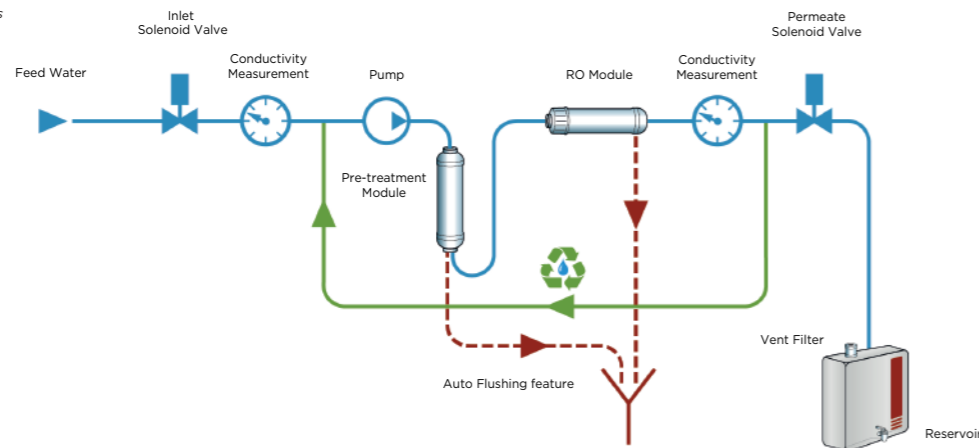 s
Inlet
Solenoid Valve
Permeate
Solenoid Valve
Feed Water
Conductivity
Measurement
Pump
RO Module
Conductivity
Measurement
Pre-treatment
Module
Vent Filter
Auto Flushing feature
Reservoir